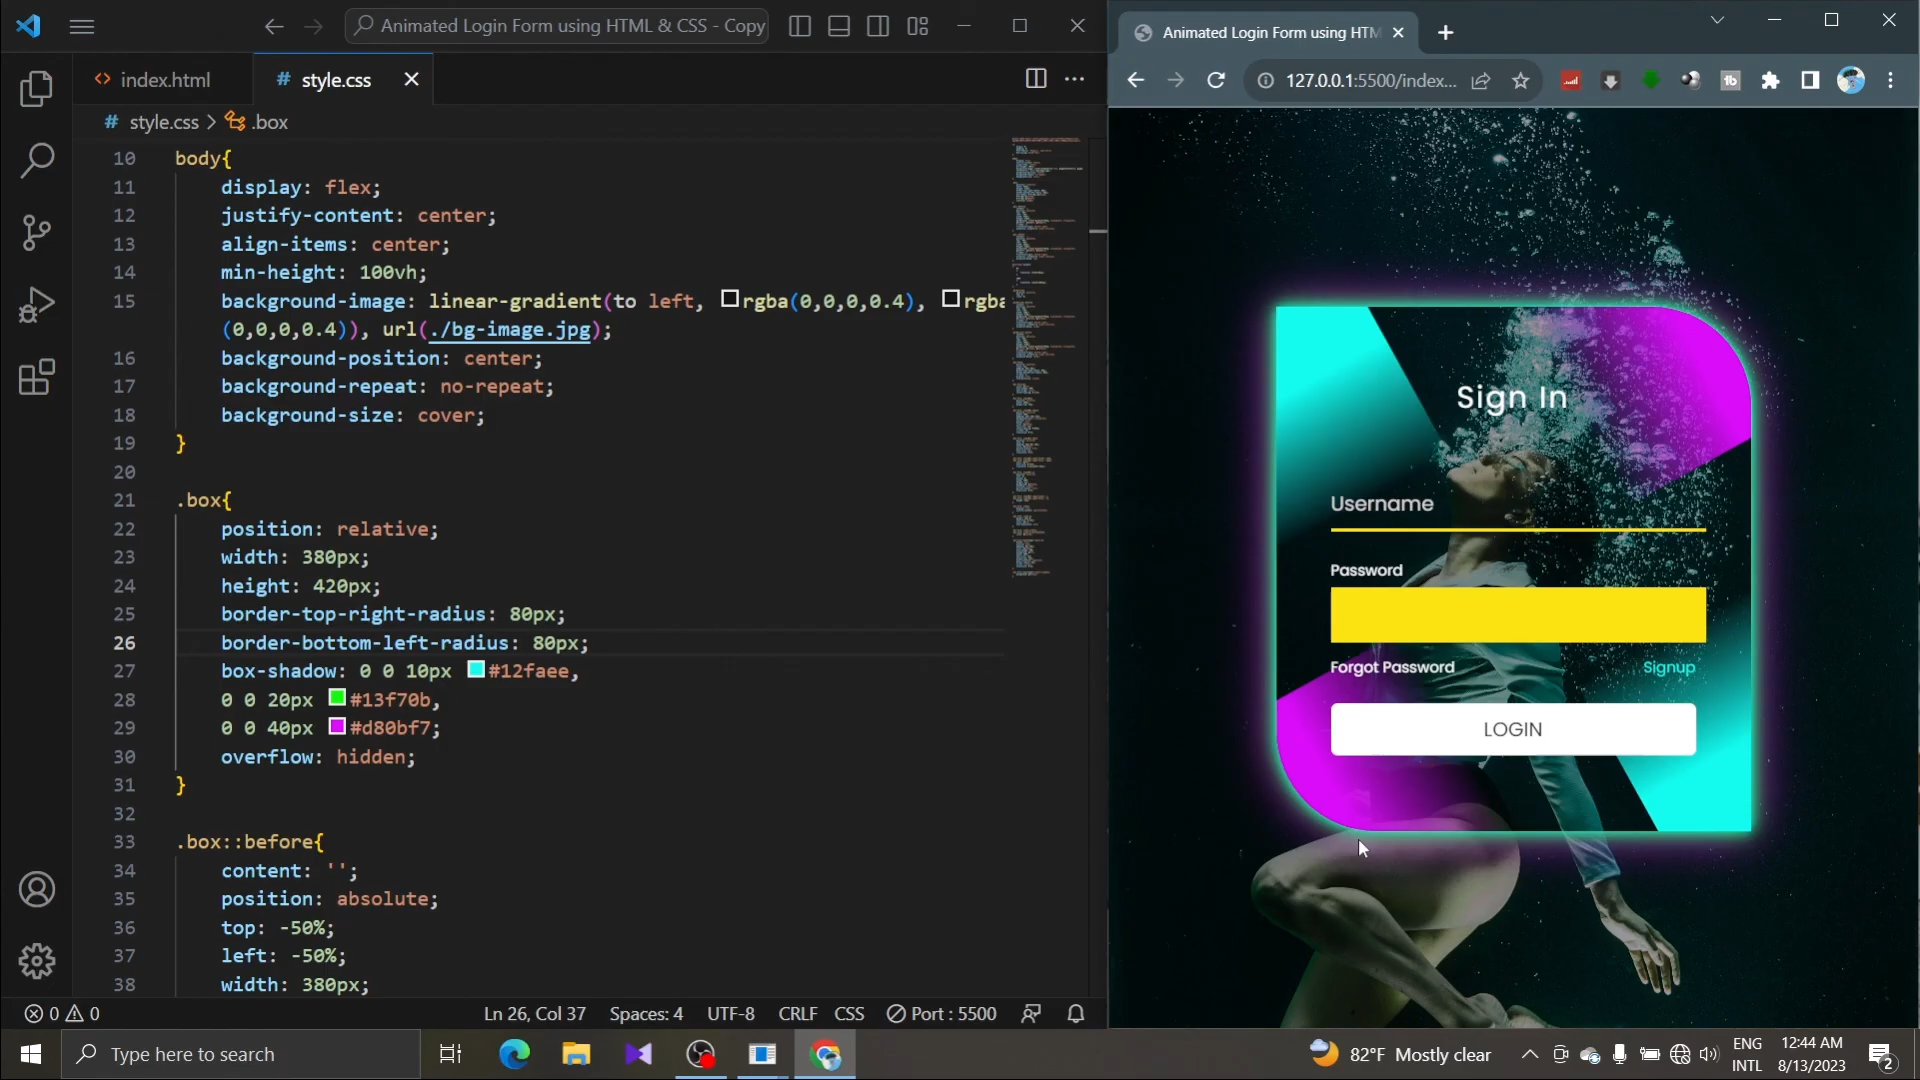 Animated Login Form using HTML & CSS - Copy
index.html
# style.css
# style.css > .box
10 body{
11 display: flex;
12 justify-content: center;
13 align-items: center;
14 min-height: 100vh;
15 background-image: linear-gradient(to left, rgba(0,0,0,0.4), rgba
(0,0,0,0.4)), url(./bg-image.jpg);
16 background-position: center;
17 background-repeat: no-repeat;
18 background-size: cover;
19 }
20
21 .box{
22 position: relative;
23 width: 380px;
24 height: 420px;
25 border-top-right-radius: 80px;
26 border-bottom-left-radius: 80px;
27 box-shadow: 0 0 10px #12faee,
28 0 0 20px #13f70b,
29 0 0 40px #d80bf7;
30 overflow: hidden;
31 }
32
33 .box::before{
34 content: '';
35 position: absolute;
36 top: -50%;
37 left: -50%;
38 width: 380px;
0 0
Ln 26, Col 37
Spaces: 4
UTF-8
CRLF
CSS
Port : 5500
Animated Login Form using HTM
127.0.0.1:5500/index...
Sign In
Username
Password
Forgot Password
Signup
LOGIN
Type here to search
82°F Mostly clear
ENG
INTL
12:44 AM
8/13/2023
2